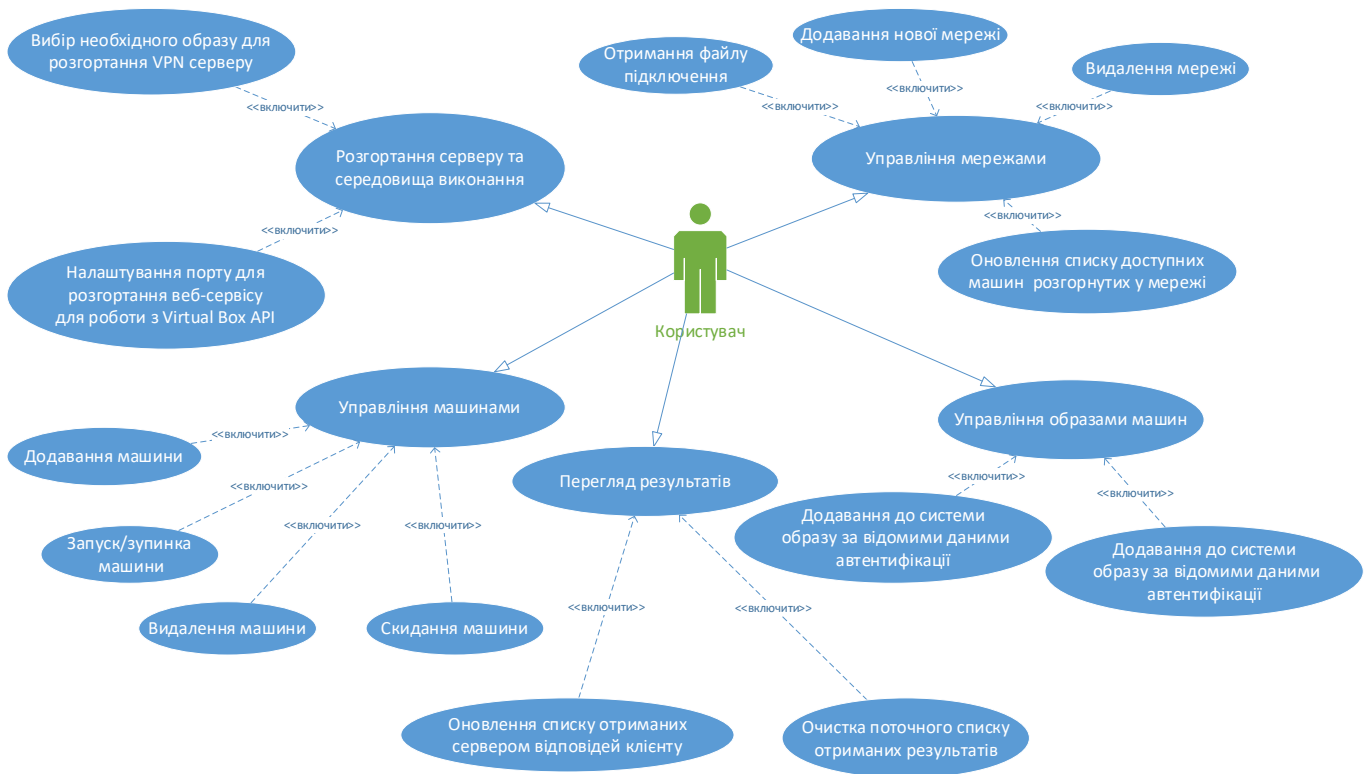 Вибір необхідного образу для
розгортання VPN серверу
<<включити>>
Розгортання серверу та
середовища виконання
<<включити>>
Налаштування порту для
розгортання веб-сервісу
для роботи з Virtual Box API
Додавання нової мережі
Отримання файлу
підключення
Видалення мережі
<<включити>>
<<включити>>
<<включити>>
Управління мережами
<<включити>>
Оновлення списку доступних
машин розгорнутих у мережі
Користувач
Управління машинами
<<включити>>
Додавання машини
<<включити>>
<<включити>>
<<включити>>
Запуск/зупинка
машини
Видалення машини
Скидання машини
Перегляд результатів
<<включити>>
<<включити>>
Оновлення списку отриманих
сервером відповідей клієнту
Очистка поточного списку
отриманих результатів
Управління образами машин
<<включити>>
<<включити>>
Додавання до системи
образу за відомими даними
автентифікації
Додавання до системи
образу за відомими даними
автентифікації